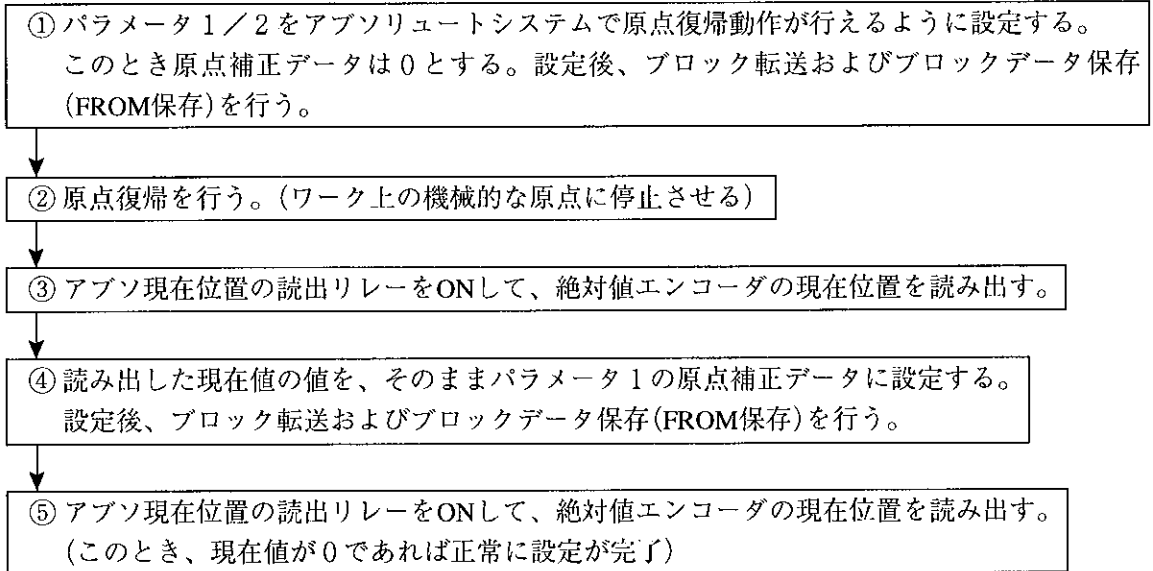 ①パラメータ1／2をアブソリュートシステムで原点復帰動作が行えるように設定する。
このとき原点補正データは0とする。設定後、ブロック転送およびブロックデータ保存
(FROM保存)を行う。
②原点復帰を行う。(ワーク上の機械的な原点に停止させる)
③アブソ現在位置の読出リレーをONして、絶対値エンコーダの現在位置を読み出す。
④読み出した現在値の値を、そのままパラメータ1の原点補正データに設定する。
設定後、ブロック転送およびブロックデータ保存(FROM保存)を行う。
⑤アブソ現在位置の読出リレーをONして、絶対値エンコーダの現在位置を読み出す。
(このとき、現在値が0であれば正常に設定が完了)